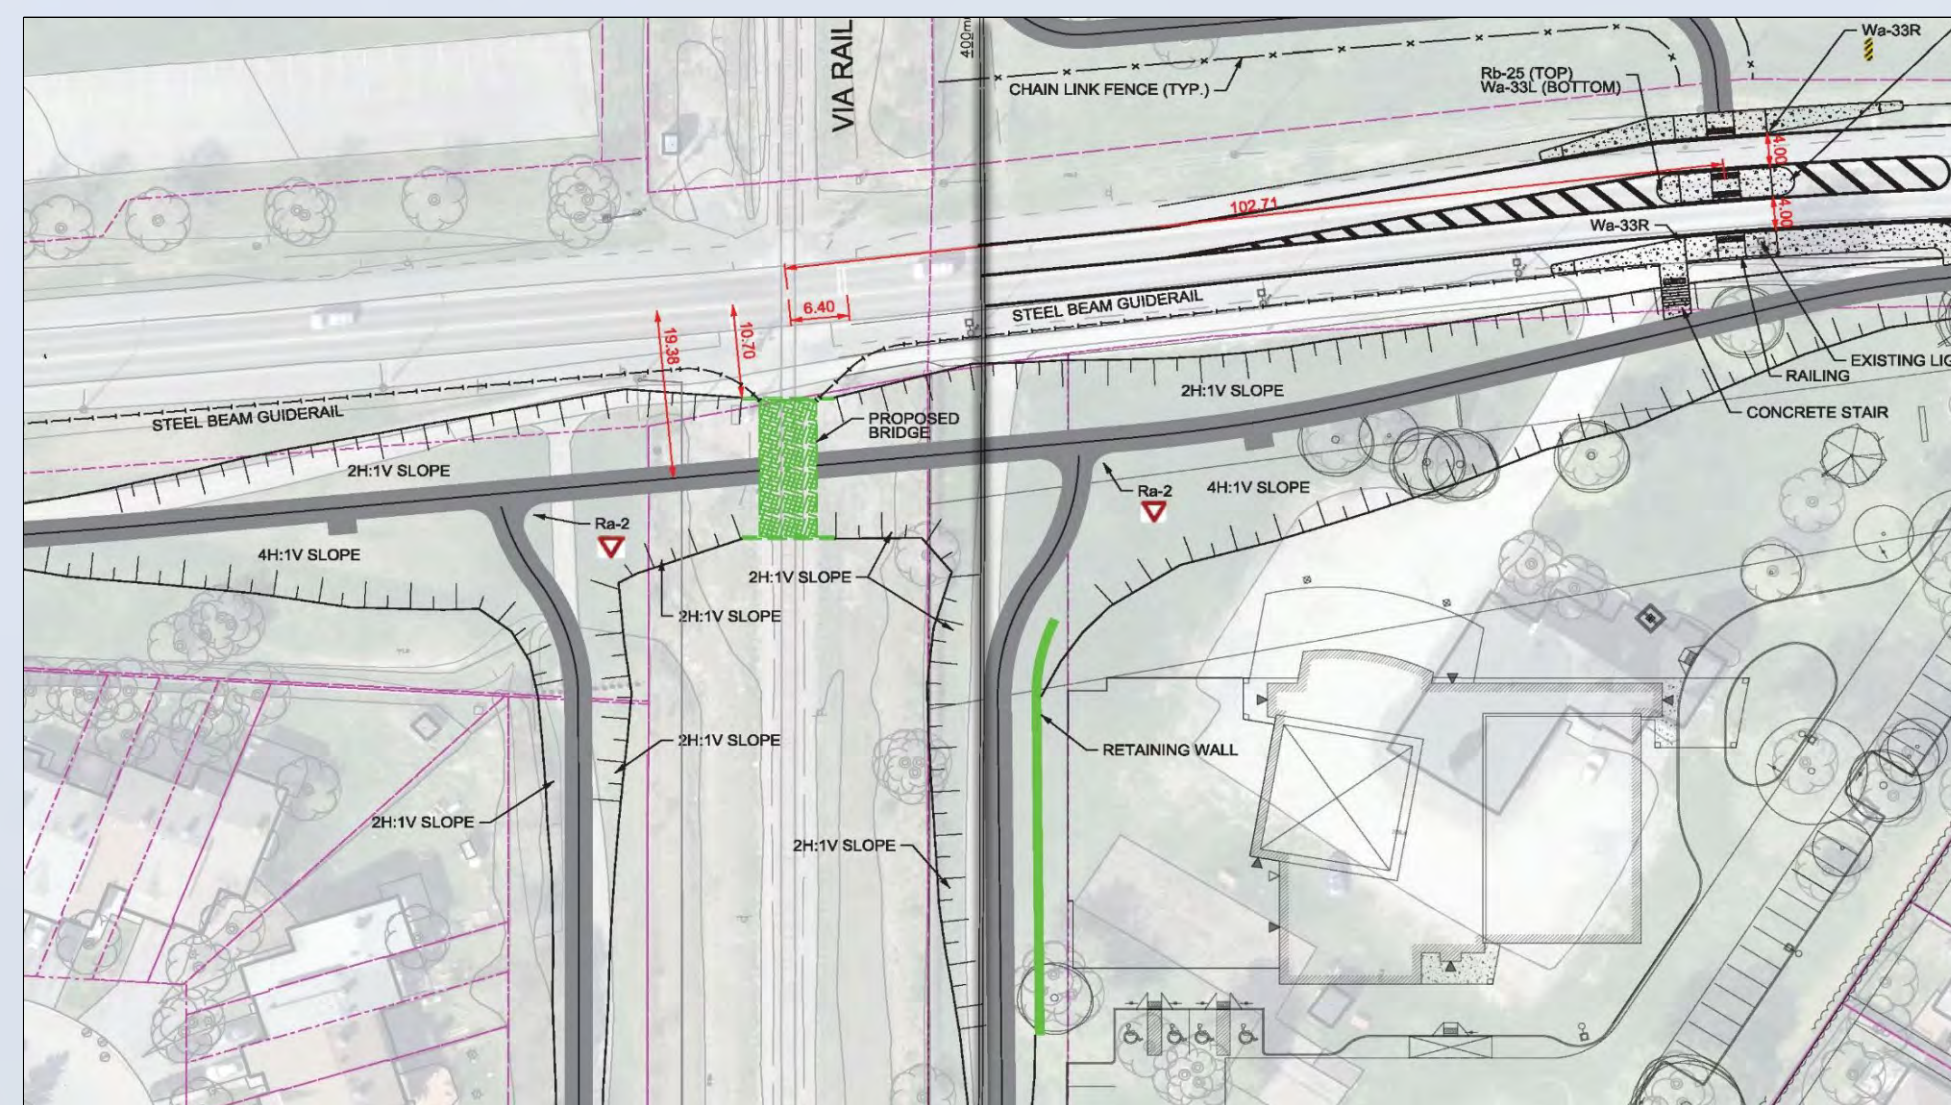 VIA RAIL
400m
CHAIN LINK FENCE (TYP.)
Rb-25 (TOP)
Wa-33L (BOTTOM)
Wa-33R
4.00
102.71
4.00
Wa-33R
STEEL BEAM GUIDERAIL
6.40
19.38
10.70
STEEL BEAM GUIDERAIL
2H:1V SLOPE
PROPOSED
BRIDGE
2H:1V SLOPE
EXISTING LIG
RAILING
CONCRETE STAIR
Ra-2
4H:1V SLOPE
Ra-2
4H:1V SLOPE
2H:1V SLOPE
2H:1V SLOPE
2H:1V SLOPE
RETAINING WALL
2H:1V SLOPE
2H:1V SLOPE